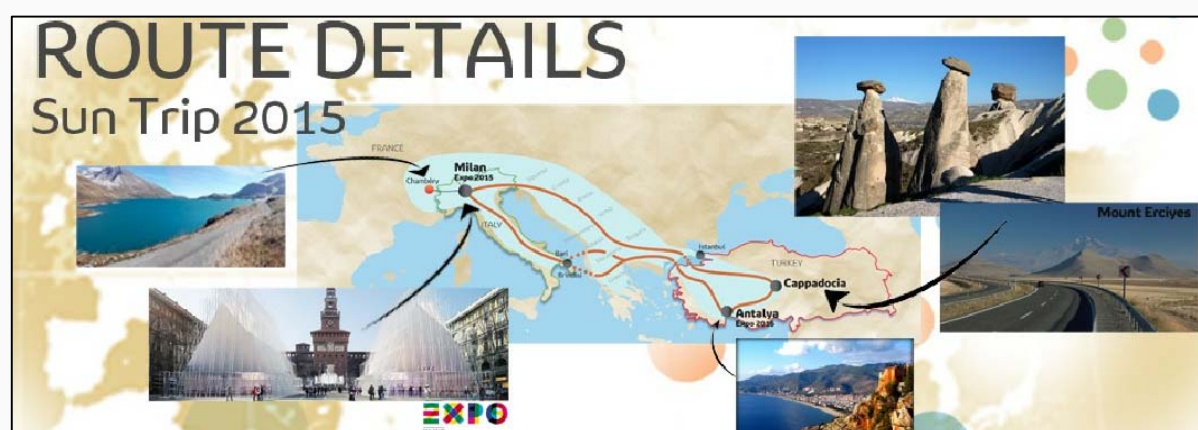 ROUTE DETAILS
Sun Trip 2015
FRANCE
Chambéry
Milan
Expo 2015
ITALY
Bari
Brindisi
Istanbul
TURKEY
Cappadocia
Antalya
Expo 2016
Mount Erciyes
EXPO